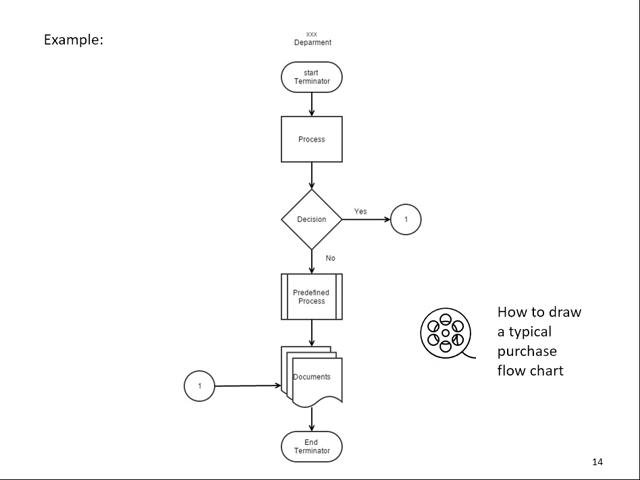 Example:
xxx
Deparment
start
Terminator
Process
Decision
Yes
1
No
Predefined
Process
How to draw
a typical
purchase
flow chart
1
Documents
End
Terminator
14